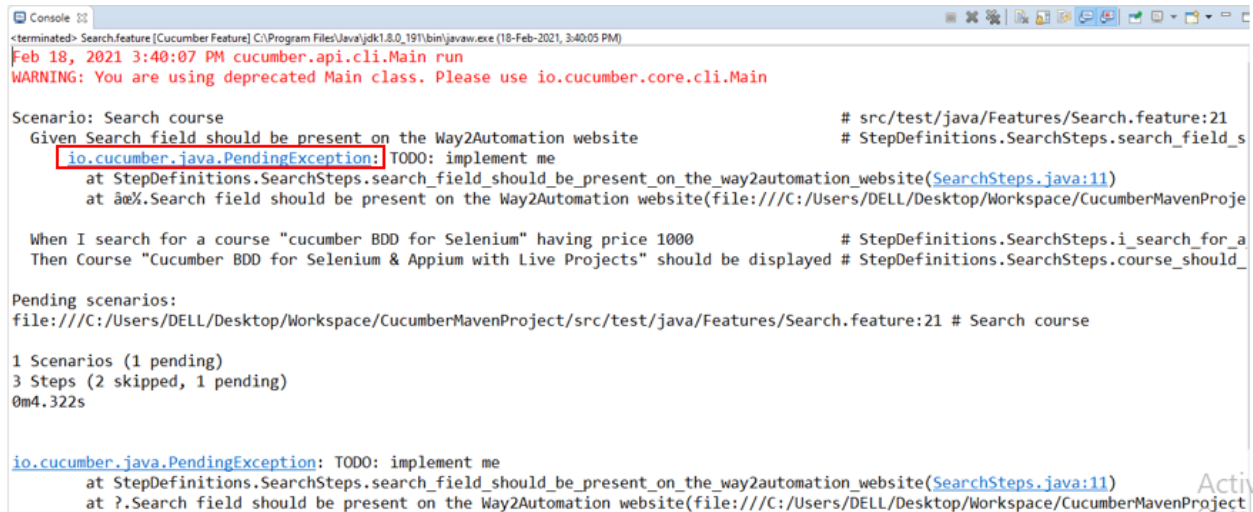 Console
<terminated> Search.feature [Cucumber Feature] C:\Program Files\Java\jdk1.8.0_191\bin\javaw.exe (18-Feb-2021, 3:40:05 PM)
Feb 18, 2021 3:40:07 PM cucumber.api.cli.Main run
WARNING: You are using deprecated Main class. Please use io.cucumber.core.cli.Main
Scenario: Search course # src/test/java/Features/Search.feature:21
Given Search field should be present on the Way2Automation website # StepDefinitions.SearchSteps.search_field_s
io.cucumber.java.PendingException: TODO: implement me
at StepDefinitions.SearchSteps.search_field_should_be_present_on_the_way2automation_website(SearchSteps.java:11)
at âœ½.Search field should be present on the Way2Automation website(file:///C:/Users/DELL/Desktop/Workspace/CucumberMavenProje
When I search for a course "cucumber BDD for Selenium" having price 1000 # StepDefinitions.SearchSteps.i_search_for_a
Then Course "Cucumber BDD for Selenium & Appium with Live Projects" should be displayed # StepDefinitions.SearchSteps.course_should_
Pending scenarios:
file:///C:/Users/DELL/Desktop/Workspace/CucumberMavenProject/src/test/java/Features/Search.feature:21 # Search course
1 Scenarios (1 pending)
3 Steps (2 skipped, 1 pending)
0m4.322s
io.cucumber.java.PendingException: TODO: implement me
at StepDefinitions.SearchSteps.search_field_should_be_present_on_the_way2automation_website(SearchSteps.java:11)
at ?.Search field should be present on the Way2Automation website(file:///C:/Users/DELL/Desktop/Workspace/CucumberMavenProject
Activ